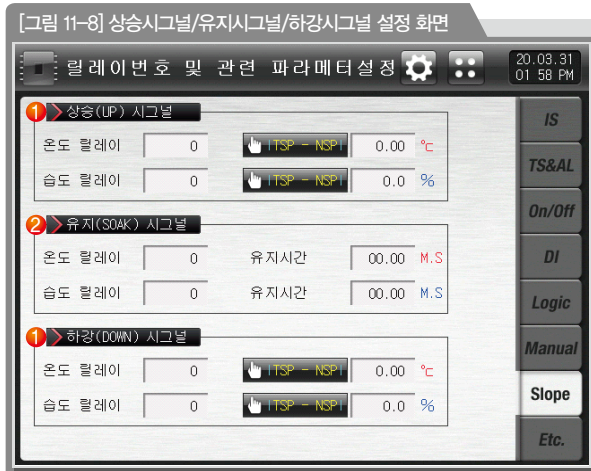 [그림 11-8] 상승시그널/유지시그널/하강시그널 설정 화면
릴레이번호 및 관련 파라메터설정
20.03.31
01 58 PM
1 상승(UP) 시그널
온도 릴레이 0 |TSP - NSP| 0.00 ℃
습도 릴레이 0 |TSP - NSP| 0.0 %
2 유지(SOAK) 시그널
온도 릴레이 0 유지시간 00.00 M.S
습도 릴레이 0 유지시간 00.00 M.S
1 하강(DOWN) 시그널
온도 릴레이 0 |TSP - NSP| 0.00 ℃
습도 릴레이 0 |TSP - NSP| 0.0 %
IS
TS&AL
On/Off
DI
Logic
Manual
Slope
Etc.